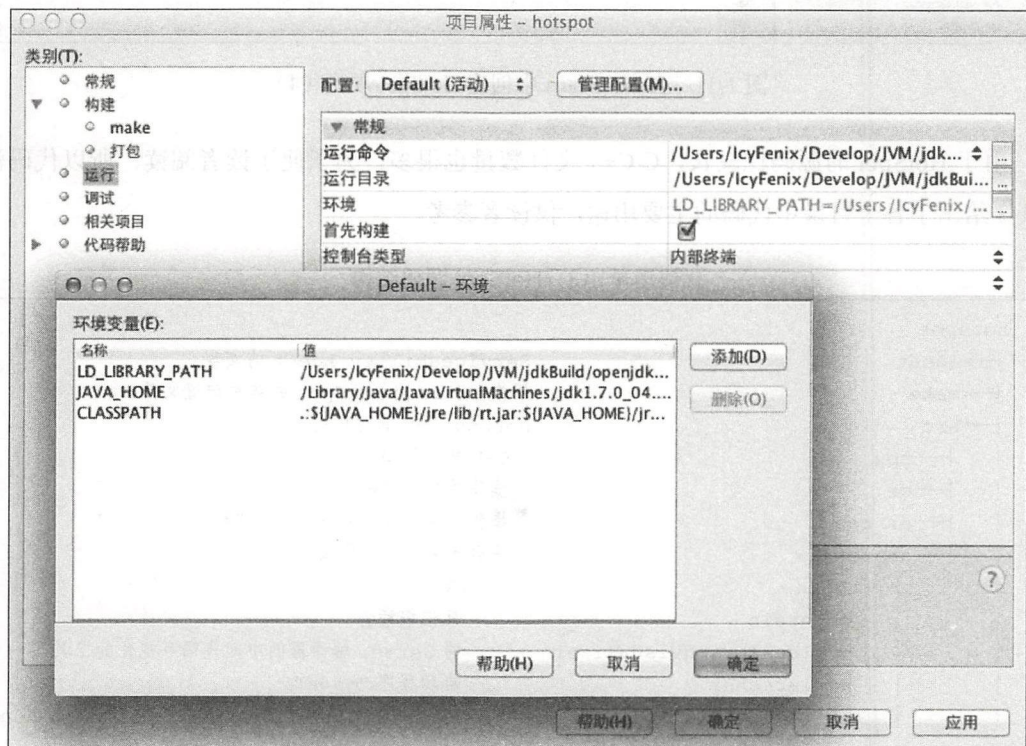 项目属性 – hotspot
类别(T):
常规
构建
make
打包
运行
调试
相关项目
代码帮助
配置: Default (活动) 管理配置(M)...
常规
运行命令 /Users/IcyFenix/Develop/JVM/jdk... ...
运行目录 /Users/IcyFenix/Develop/JVM/jdkBui... ...
环境 LD_LIBRARY_PATH=/Users/IcyFenix/... ...
首先构建
控制台类型 内部终端
Default – 环境
环境变量(E):
名称 值
LD_LIBRARY_PATH /Users/IcyFenix/Develop/JVM/jdkBuild/openjdk...
JAVA_HOME /Library/Java/JavaVirtualMachines/jdk1.7.0_04....
CLASSPATH .:${JAVA_HOME}/jre/lib/rt.jar:${JAVA_HOME}/jr...
添加(D)
删除(O)
?
帮助(H) 取消 确定
帮助(H) 确定 取消 应用